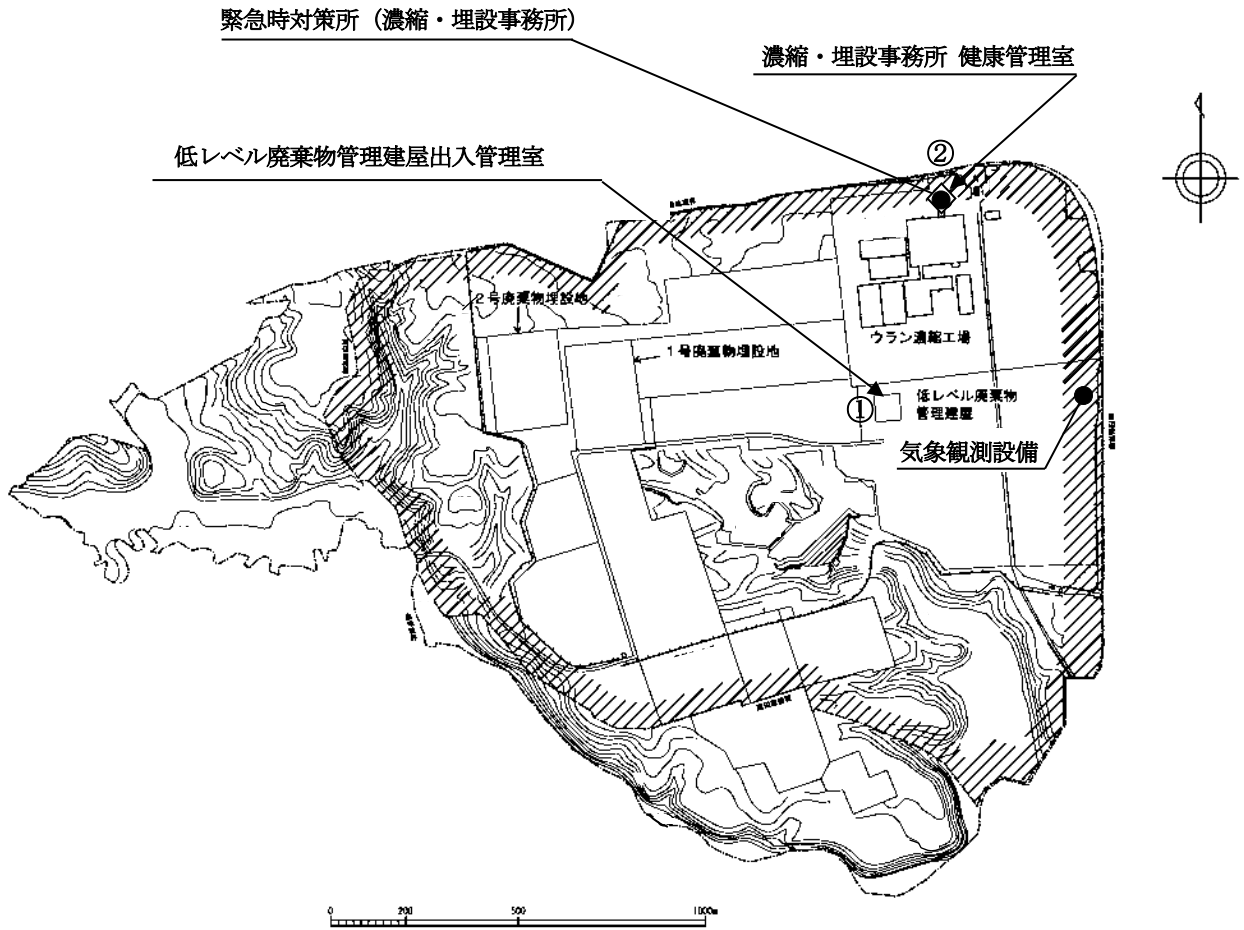 緊急時対策所（濃縮・埋設事務所）
濃縮・埋設事務所 健康管理室
低レベル廃棄物管理建屋出入管理室
②
２号廃棄物埋設地
１号廃棄物埋設地
ウラン濃縮工場
①
低レベル廃棄物
管理建屋
気象観測設備
0 200 500 1000m